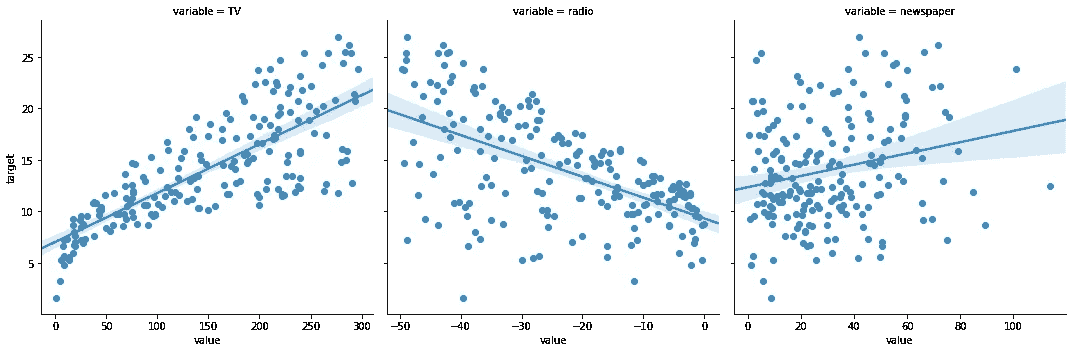 variable = TV
variable = radio
variable = newspaper
target
25
20
15
10
5
0 50 100 150 200 250 300
−50 −40 −30 −20 −10 0
0 20 40 60 80 100
value
value
value